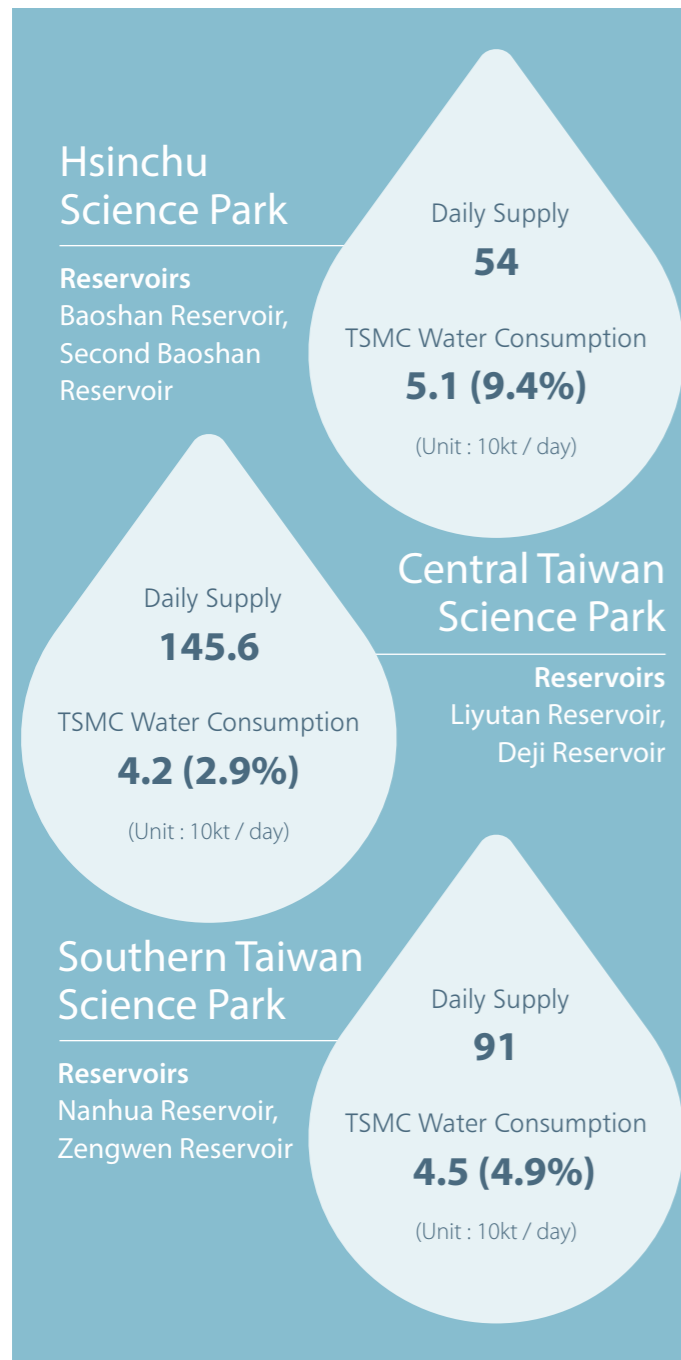 Hsinchu
Science Park
Reservoirs
Baoshan Reservoir,
Second Baoshan
Reservoir
Daily Supply
54
TSMC Water Consumption
5.1 (9.4%)
(Unit : 10kt / day)
Central Taiwan
Science Park
Reservoirs
Liyutan Reservoir,
Deji Reservoir
Daily Supply
145.6
TSMC Water Consumption
4.2 (2.9%)
(Unit : 10kt / day)
Southern Taiwan
Science Park
Reservoirs
Nanhua Reservoir,
Zengwen Reservoir
Daily Supply
91
TSMC Water Consumption
4.5 (4.9%)
(Unit : 10kt / day)